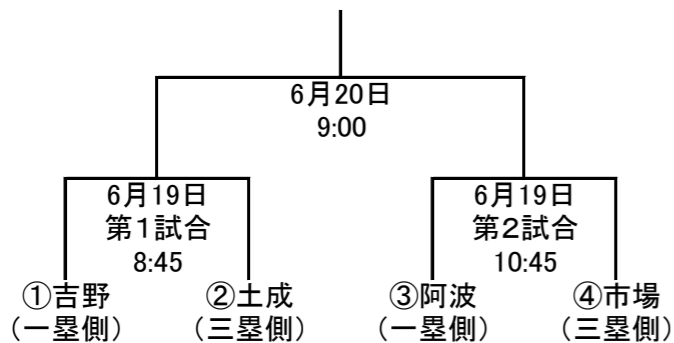 6月20日
9:00
6月19日
第1試合
8:45
6月19日
第2試合
10:45
①吉野
（一塁側）
②土成
（三塁側）
③阿波
（一塁側）
④市場
（三塁側）